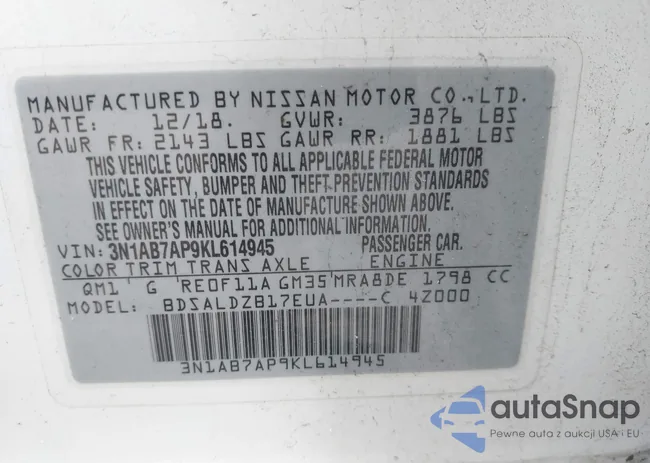 MANUFACTURED BY NISSAN MOTOR CO., LTD.
DATE: 12/18. GVWR: 3876 LBS
GAWR FR: 2143 LBS GAWR RR: 1881 LBS
THIS VEHICLE CONFORMS TO ALL APPLICABLE FEDERAL MOTOR
VEHICLE SAFETY, BUMPER AND THEFT-PREVENTION STANDARDS
IN EFFECT ON THE DATE OF MANUFACTURE SHOWN ABOVE.
SEE OWNER'S MANUAL FOR ADDITIONAL INFORMATION.
VIN: 3N1AB7AP9KL614945 PASSENGER CAR.
COLOR TRIM TRANS AXLE ENGINE
QM1 G RE0F11A GM35 MRA8DE 1798 CC
MODEL: BDSALDZB17EUA----C 4Z000
3N1AB7AP9KL614945
autaSnap
Pewne auta z aukcji USA i EU